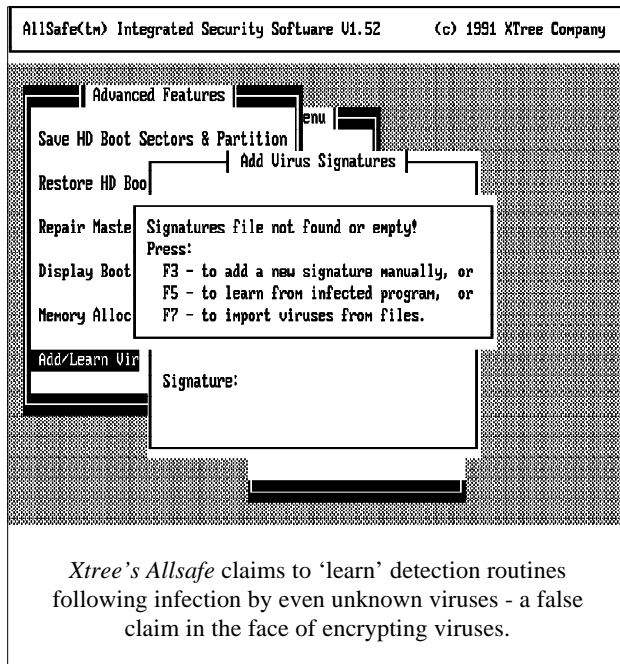 AllSafe(tm) Integrated Security Software V1.52 (c) 1991 XTree Company
Advanced Features
enu
Save HD Boot Sectors & Partition
Add Virus Signatures
Restore HD Boo
Repair Maste
Display Boot
Memory Alloc
Add/Learn Vir
Signatures file not found or empty!
Press:
F3 - to add a new signature manually, or
F5 - to learn from infected program, or
F7 - to import viruses from files.
Signature:
Xtree's Allsafe claims to ‘learn’ detection routines
following infection by even unknown viruses - a false
claim in the face of encrypting viruses.